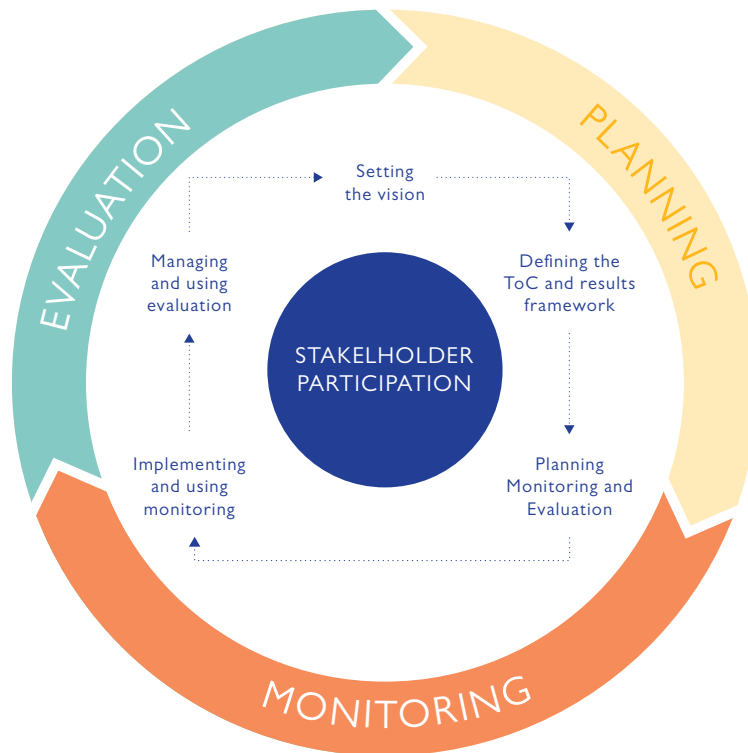 EVALUATION
PLANNING
Setting
the vision
Managing
and using
evaluation
Defining the
ToC and results
framework
STAKELHOLDER
PARTICIPATION
Implementing
and using
monitoring
Planning
Monitoring and
Evaluation
MONITORING